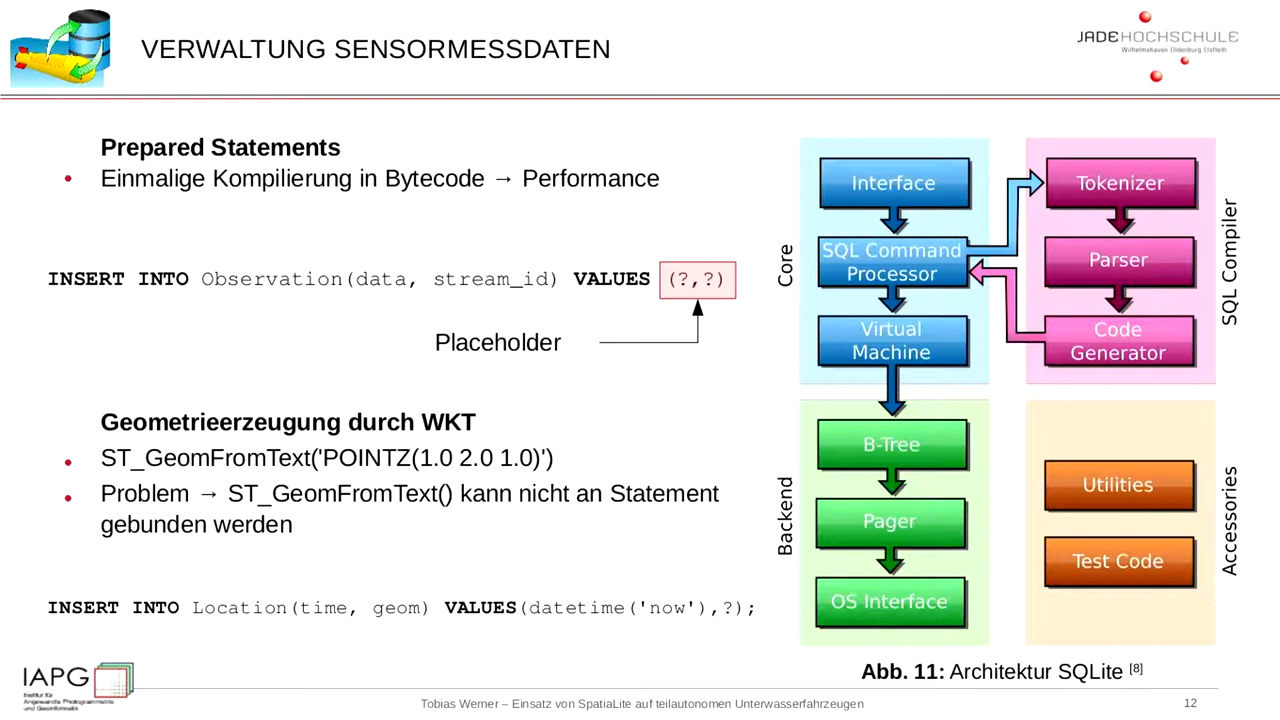 VERWALTUNG SENSORMESSDATEN
JADEHOCHSCHULE
Wilhelmshaven Oldenburg Elsfleth
Prepared Statements
• Einmalige Kompilierung in Bytecode → Performance
INSERT INTO Observation(data, stream_id) VALUES (?,?)
Placeholder
Geometrieerzeugung durch WKT
• ST_GeomFromText('POINTZ(1.0 2.0 1.0)')
• Problem → ST_GeomFromText() kann nicht an Statement
gebunden werden
INSERT INTO Location(time, geom) VALUES(datetime('now'),?);
Core
Interface
SQL Command
Processor
Virtual
Machine
SQL Compiler
Tokenizer
Parser
Code
Generator
Backend
B-Tree
Pager
OS Interface
Accessories
Utilities
Test Code
Abb. 11: Architektur SQLite [8]
IAPG
Institut für
Angewandte Photogrammetrie
und Geoinformatik
Tobias Werner – Einsatz von SpatiaLite auf teilautonomen Unterwasserfahrzeugen
12